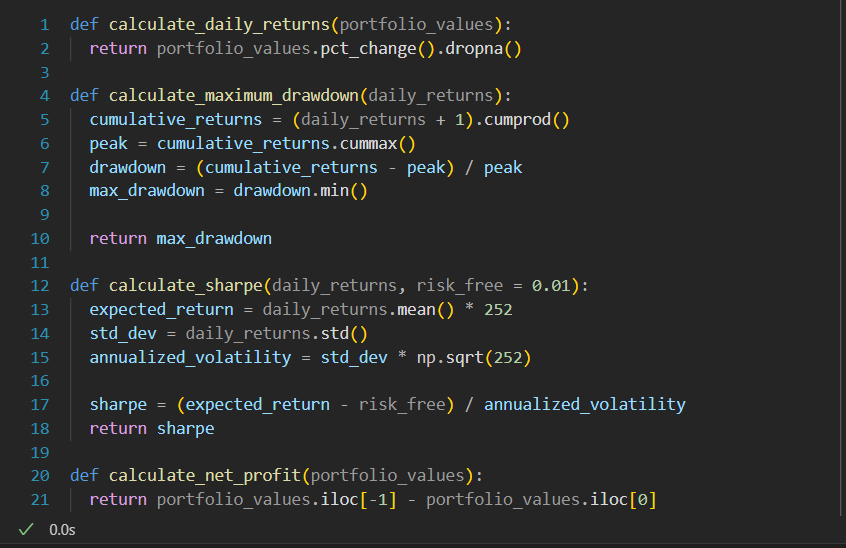 1 def calculate_daily_returns(portfolio_values):
2   return portfolio_values.pct_change().dropna()
3
4 def calculate_maximum_drawdown(daily_returns):
5   cumulative_returns = (daily_returns + 1).cumprod()
6   peak = cumulative_returns.cummax()
7   drawdown = (cumulative_returns - peak) / peak
8   max_drawdown = drawdown.min()
9
10   return max_drawdown
11
12 def calculate_sharpe(daily_returns, risk_free = 0.01):
13   expected_return = daily_returns.mean() * 252
14   std_dev = daily_returns.std()
15   annualized_volatility = std_dev * np.sqrt(252)
16
17   sharpe = (expected_return - risk_free) / annualized_volatility
18   return sharpe
19
20 def calculate_net_profit(portfolio_values):
21   return portfolio_values.iloc[-1] - portfolio_values.iloc[0]
✓ 0.0s